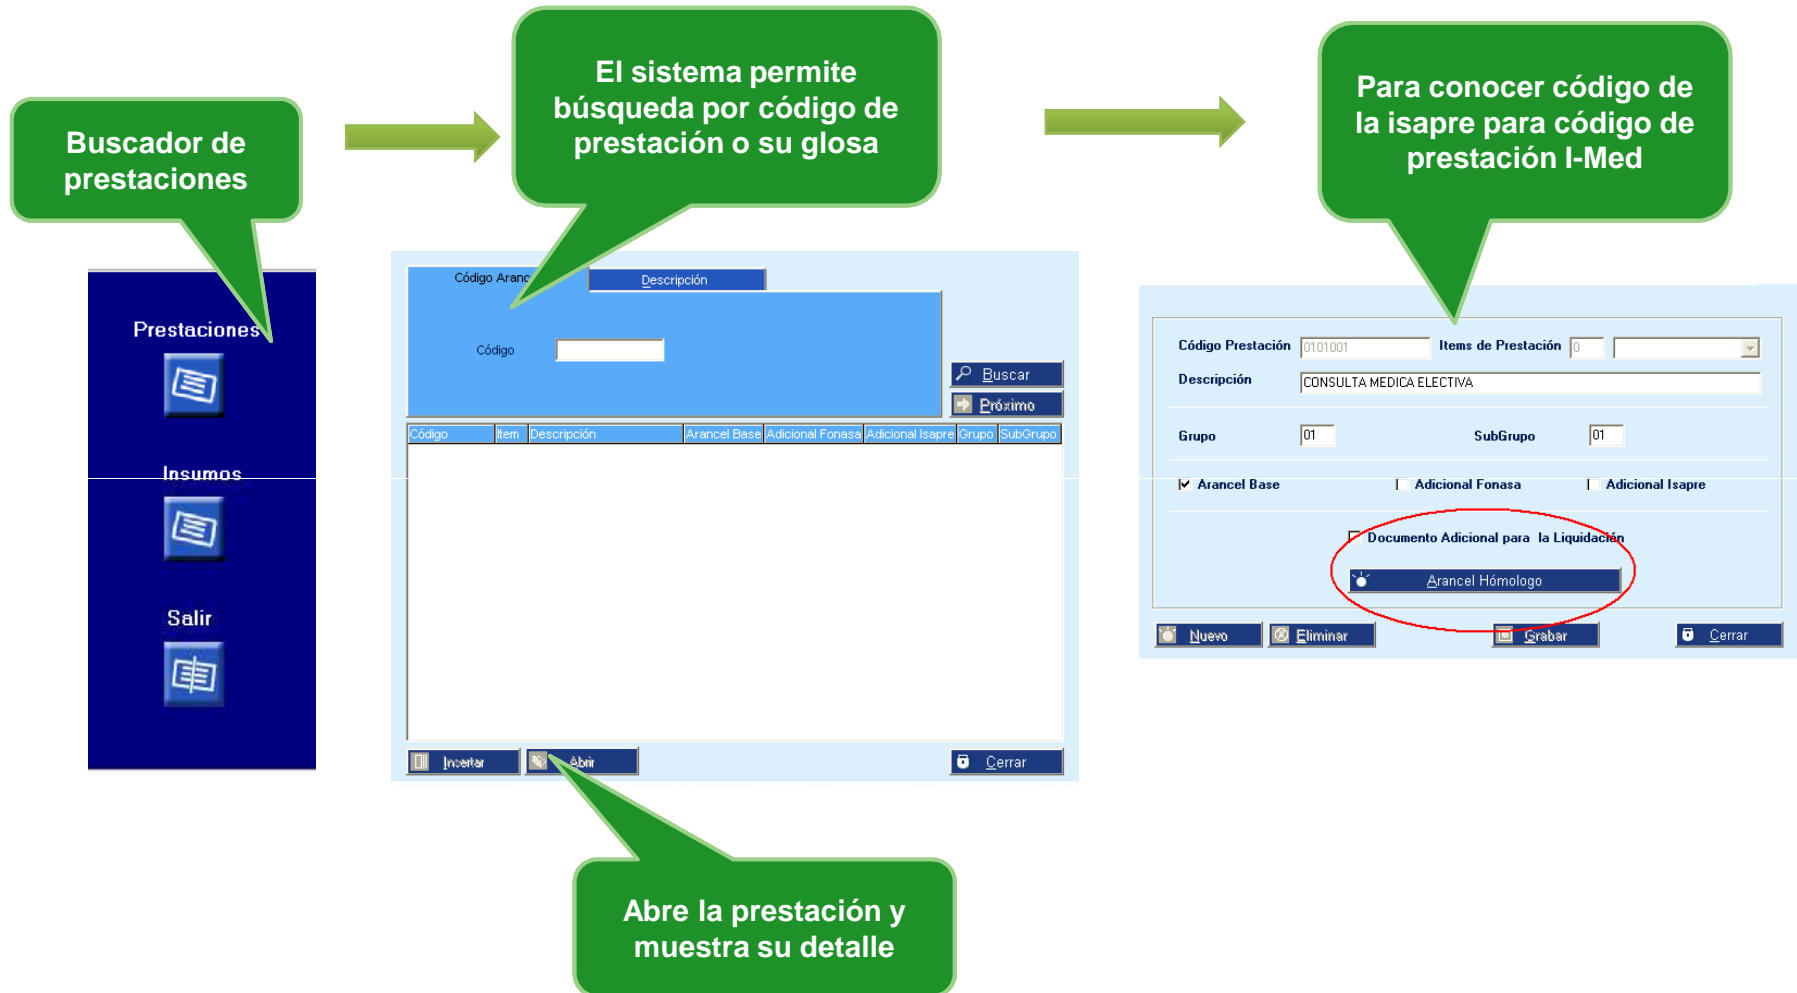 Buscador de
prestaciones
El sistema permite
búsqueda por código de
prestación o su glosa
Para conocer código de
la isapre para código de
prestación I-Med
Prestaciones
Insumos
Salir
Código Aranc
Descripción
Código
Buscar
Próximo
Código Item Descripción Arancel Base Adicional Fonasa Adicional Isapre Grupo SubGrupo
Insertar Abrir Cerrar
Abre la prestación y
muestra su detalle
Código Prestación 0101001 Items de Prestación 0
Descripción CONSULTA MEDICA ELECTIVA
Grupo 01 SubGrupo 01
Arancel Base Adicional Fonasa Adicional Isapre
Documento Adicional para la Liquidación
Arancel Hómologo
Nuevo Eliminar Grabar Cerrar